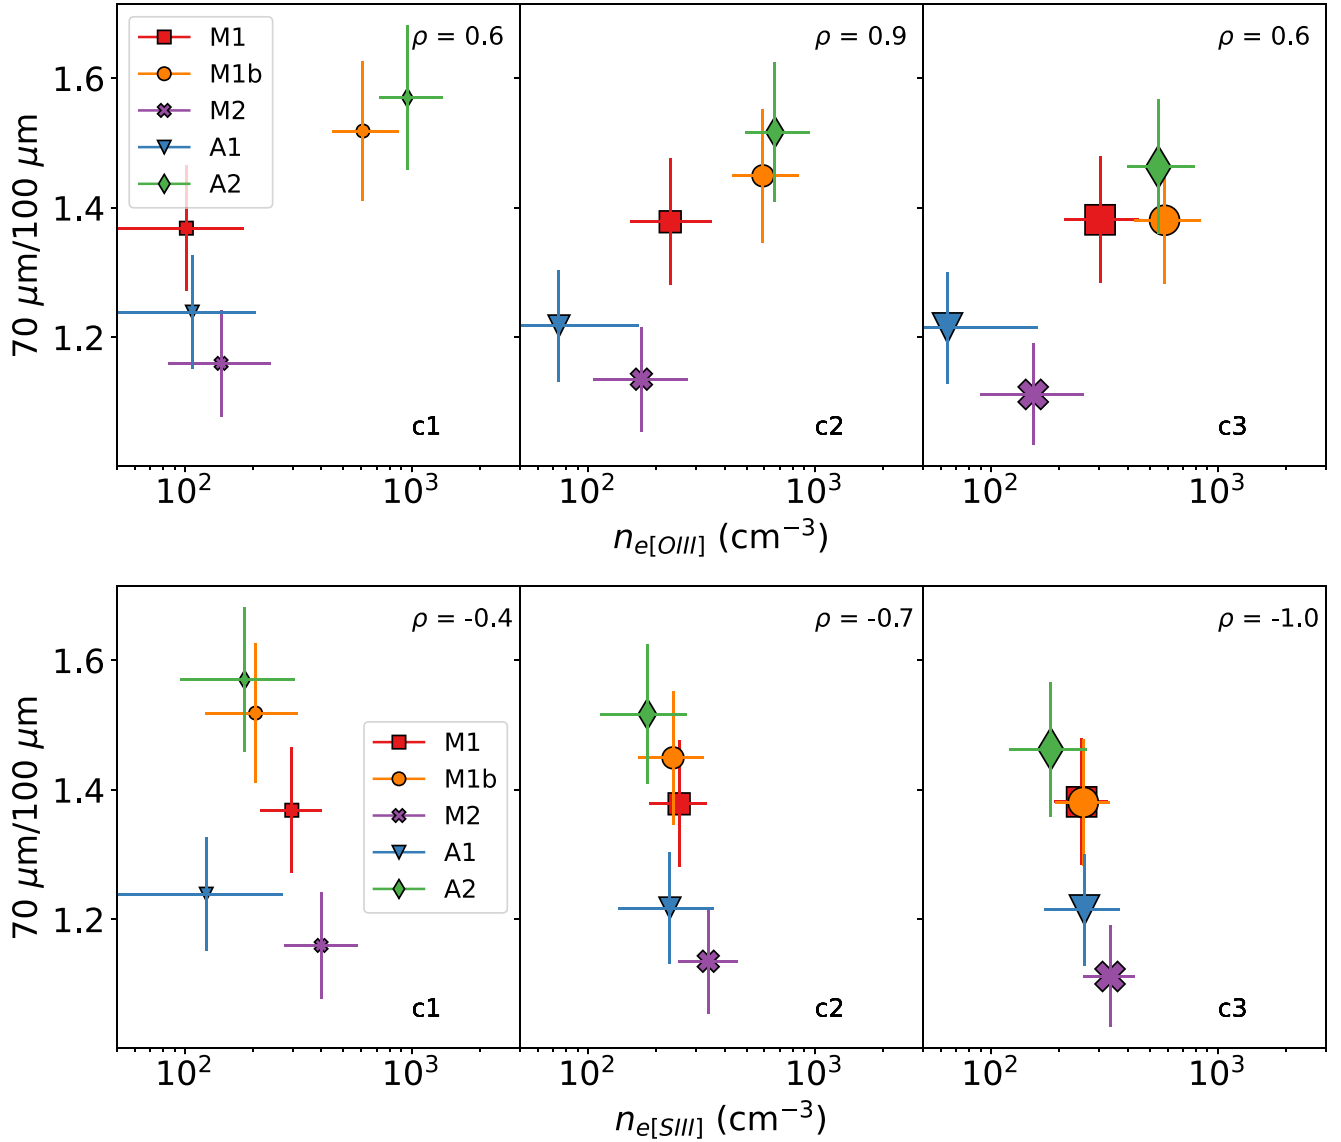 M1
M1b
M2
A1
A2
ρ = 0.6
ρ = 0.9
ρ = 0.6
1.6
1.4
1.2
70 μm/100 μm
c1
c2
c3
10²
10³
10²
10³
10²
10³
nₑ[OIII] (cm⁻³)
ρ = -0.4
ρ = -0.7
ρ = -1.0
1.6
1.4
1.2
70 μm/100 μm
M1
M1b
M2
A1
A2
c1
c2
c3
10²
10³
10²
10³
10²
10³
nₑ[SIII] (cm⁻³)